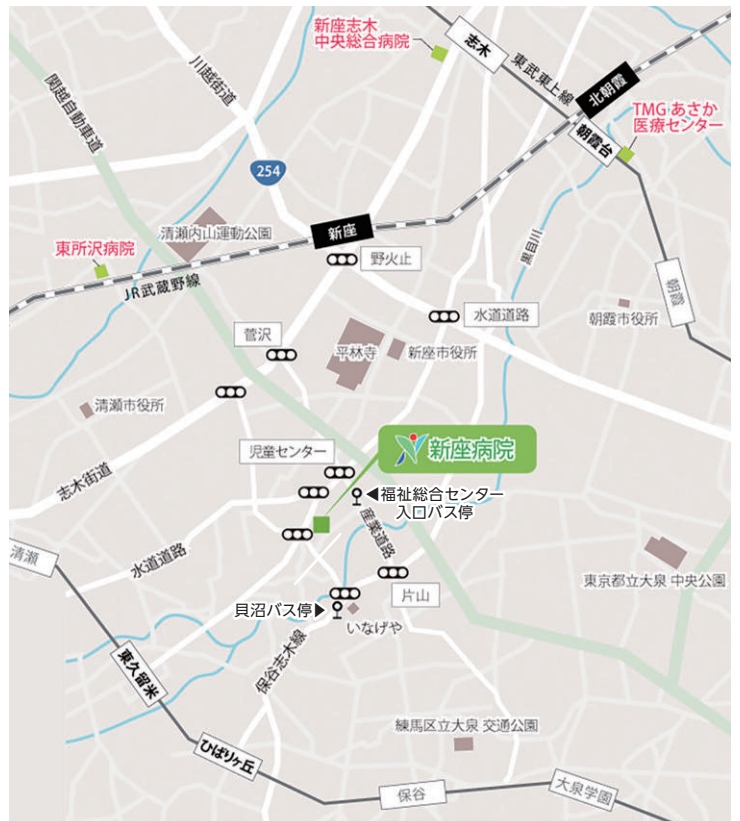 新座志木
中央総合病院
志木
東武東上線
川越街道
関越自動車道
北朝霞
TMG あさか
医療センター
朝霞台
254
新座
清瀬内山運動公園
東所沢病院
JR武蔵野線
野火止
黒目川
朝霞
水道道路
朝霞市役所
菅沢
平林寺
新座市役所
清瀬市役所
児童センター
新座病院
志木街道
◀福祉総合センター
入口バス停
産業道路
水道道路
清瀬
東京都立大泉 中央公園
片山
貝沼バス停▶
いなげや
保谷志木線
東久留米
練馬区立大泉 交通公園
ひばりヶ丘
保谷
大泉学園